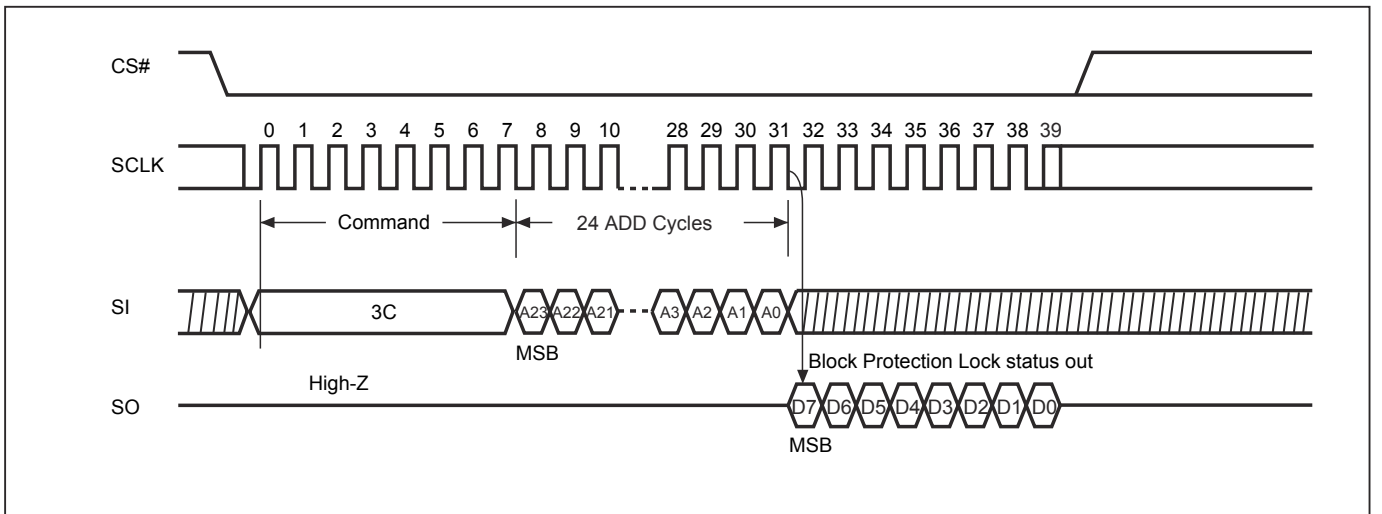 CS#
0 1 2 3 4 5 6 7 8 9 10 28 29 30 31 32 33 34 35 36 37 38 39
SCLK
Command 24 ADD Cycles
SI 3C A23 A22 A21 A3 A2 A1 A0
MSB
Block Protection Lock status out
High-Z
SO D7 D6 D5 D4 D3 D2 D1 D0
MSB